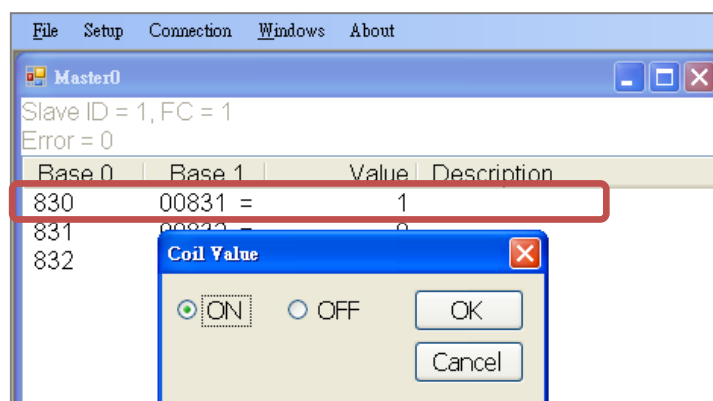 File Setup Connection Windows About
Master0
Slave ID = 1, FC = 1
Error = 0
Base 0 Base 1 Value Description
830 00831 = 1
831 00832 = 0
832
Coil Value
ON OFF OK
Cancel